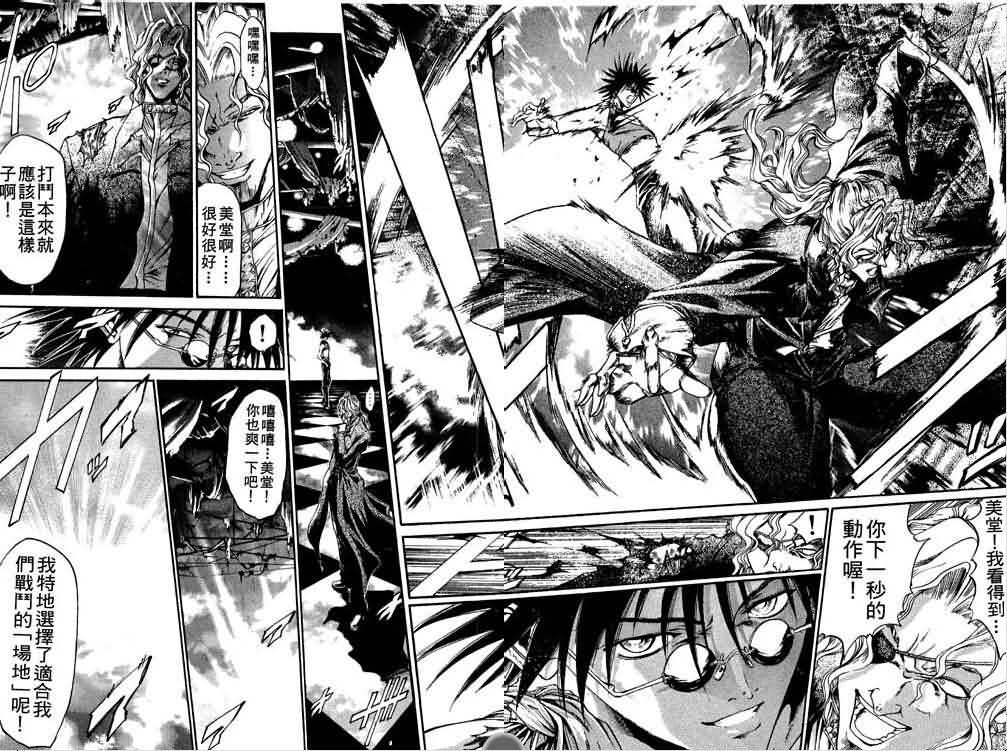 美堂！我看得到…
你下一秒的
動作喔！
！
嘿嘿嘿…
美堂啊……
很好很好…
打鬥本來就
應該是這樣
子啊！
！
嘻嘻嘻…美堂！
你也爽一下吧！
我特地選擇了適合我
們戰鬥的「場地」呢！